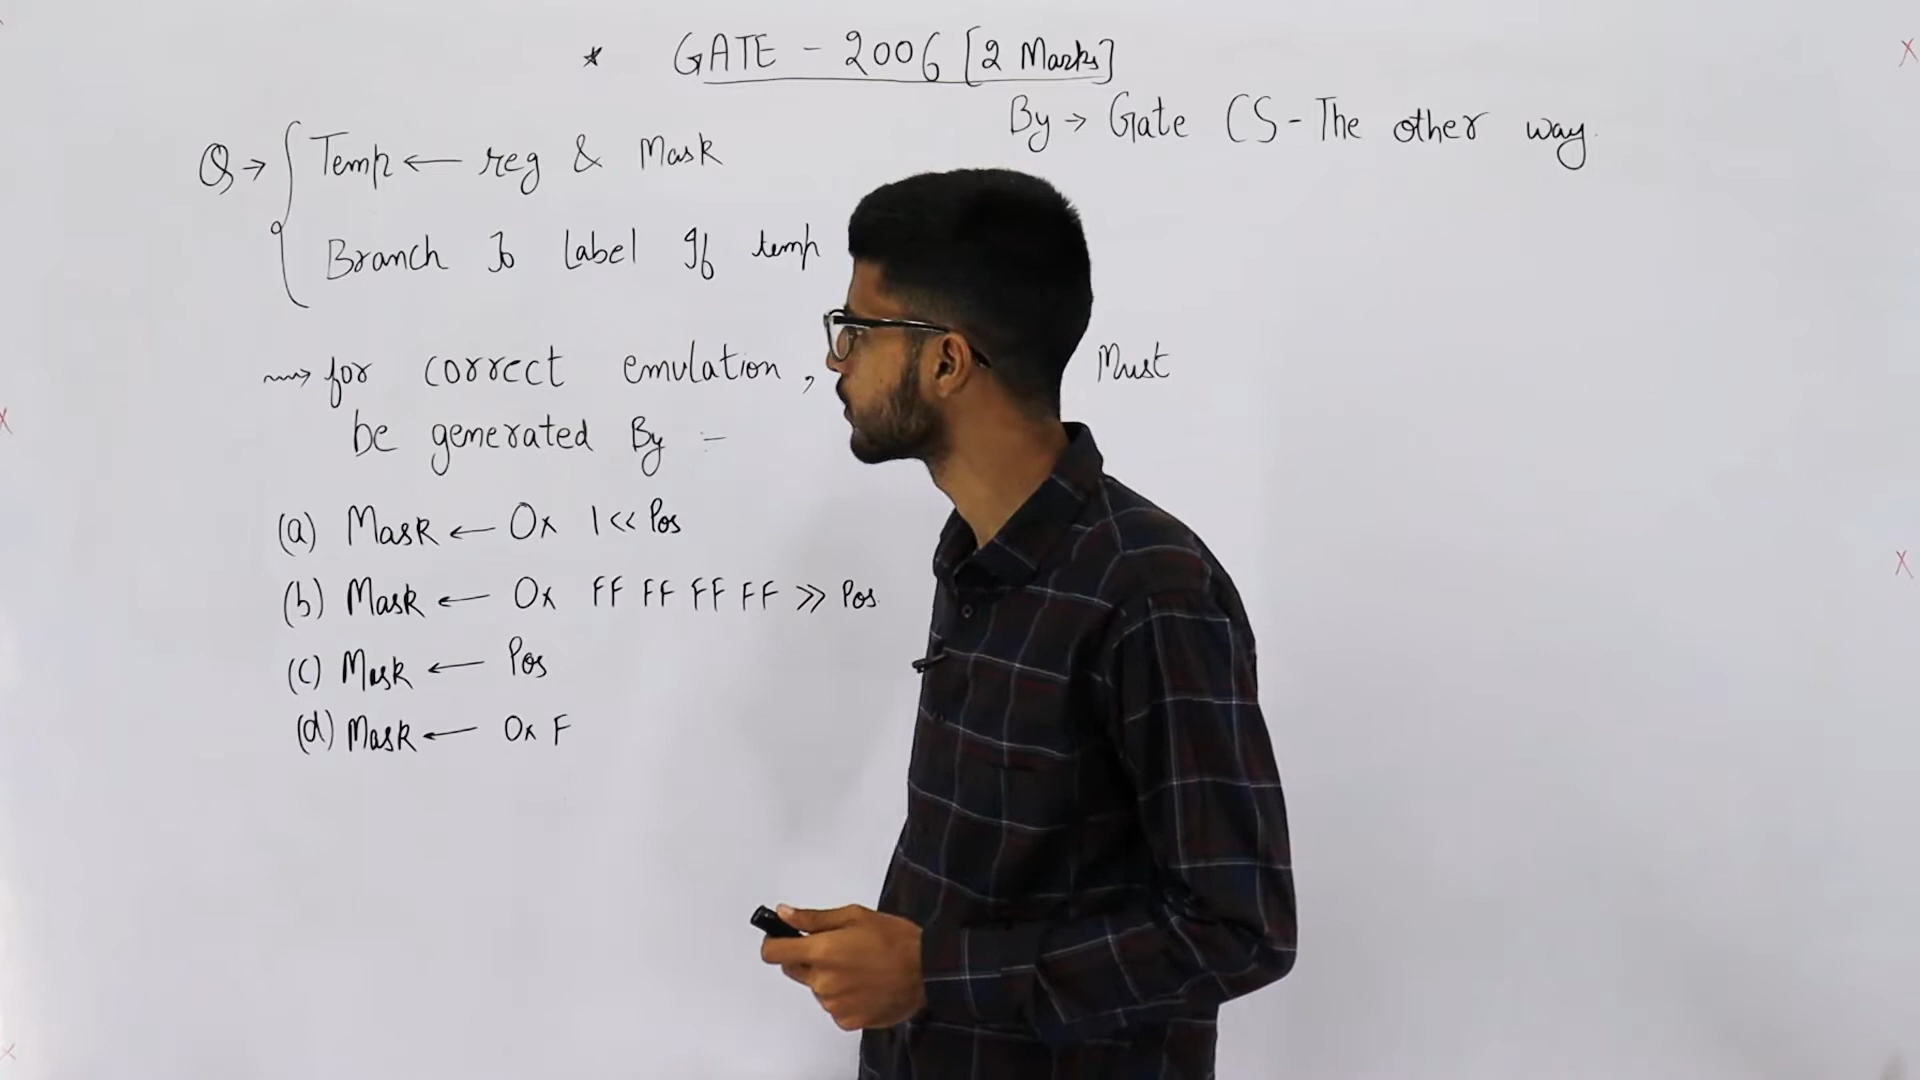 * GATE - 2006 [2 Marks]
By → Gate CS - The other way.
Q → Temp ← reg & Mask
Branch To Label If temp
for correct emulation, Must
be generated By :-
(a) Mask ← 0x 1 << Pos
(b) Mask ← 0x FF FF FF FF >> Pos.
(c) Mask ← Pos
(d) Mask ← 0x F